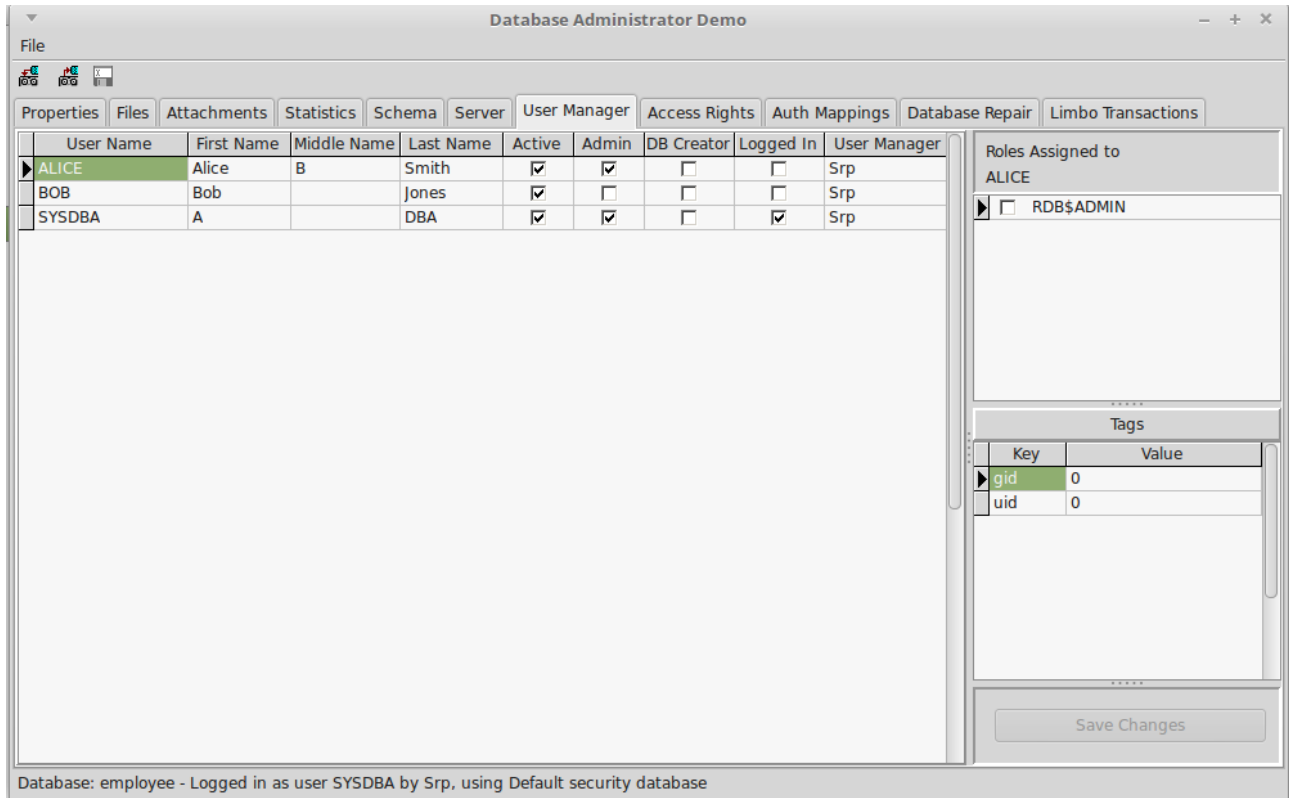 Database Administrator Demo
File
Properties Files Attachments Statistics Schema Server User Manager Access Rights Auth Mappings Database Repair Limbo Transactions
User Name First Name Middle Name Last Name Active Admin DB Creator Logged In User Manager
ALICE Alice B Smith Srp
BOB Bob Jones Srp
SYSDBA A DBA Srp
Roles Assigned to
ALICE
RDB$ADMIN
Tags
Key Value
gid 0
uid 0
Save Changes
Database: employee - Logged in as user SYSDBA by Srp, using Default security database